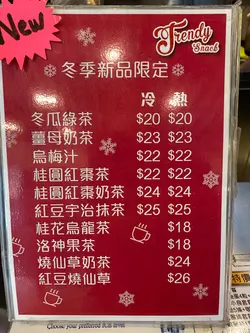 New
Trendy
Snack
冬季新品限定
冷 熱
冬瓜綠茶 $20 $20
薑母奶茶 $23 $23
烏梅汁 $22 $22
桂圓紅棗茶 $22 $22
桂圓紅棗奶茶 $24 $24
紅豆宇治抹茶 $25 $25
桂花烏龍茶 $18
洛神果茶 $18
燒仙草奶茶 $24
紅豆燒仙草 $26
Choose your preferred